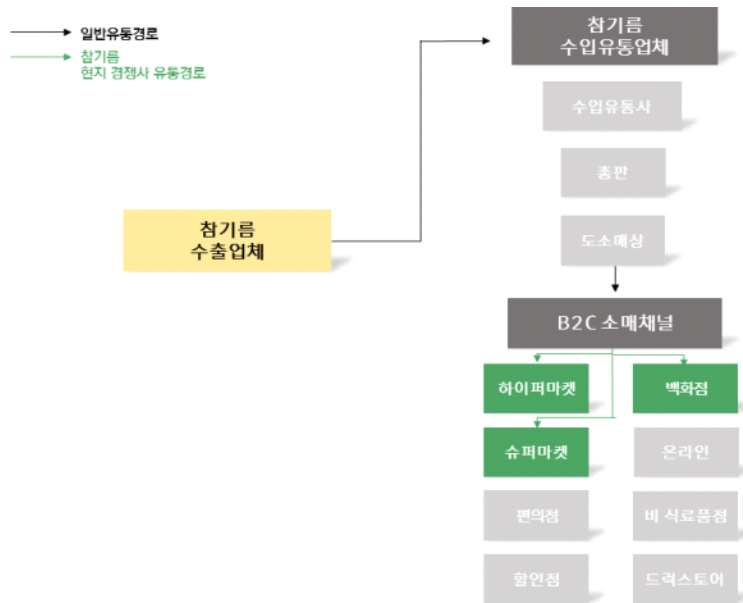 일반유통경로
참기름
현지 경쟁사 유통경로
참기름
수입유통업체
수입유통사
총판
도소매상
참기름
수출업체
B2C 소매채널
하이퍼마켓
백화점
슈퍼마켓
온라인
편의점
비 식료품점
할인점
드럭스토어